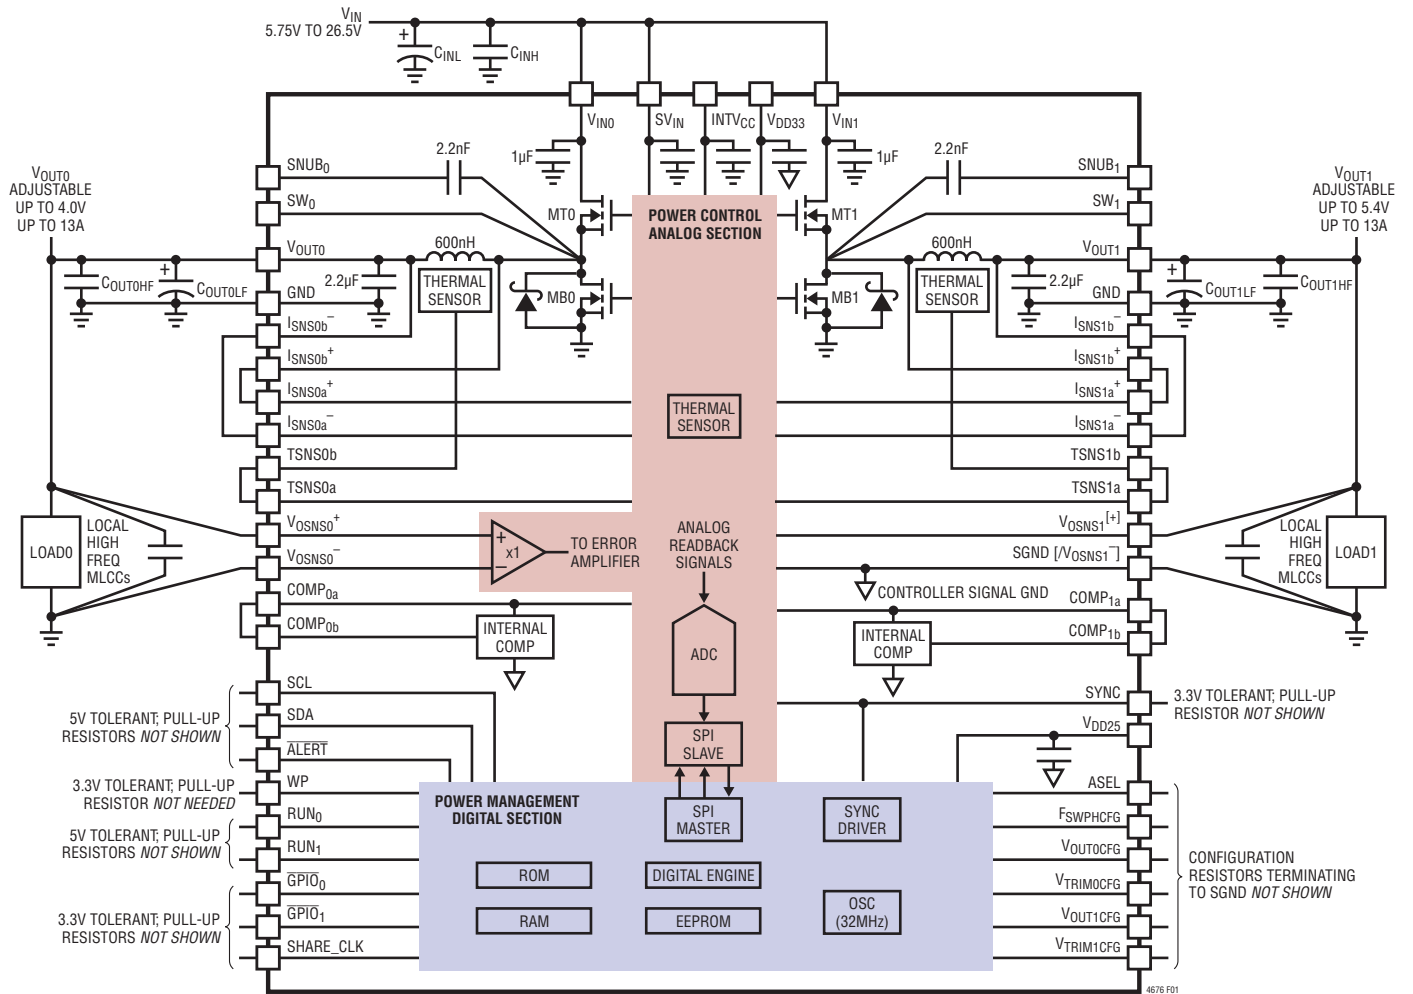 VIN
5.75V TO 26.5V
+
CINL
CINH
VIN0
SVIN
INTVCC
VDD33
VIN1
1µF
1µF
2.2nF
2.2nF
SNUB0
SW0
VOUT0
GND
ISNS0b–
ISNS0b+
ISNS0a+
ISNS0a–
TSNS0b
TSNS0a
VOSNS0+
VOSNS0–
COMP0a
COMP0b
SCL
SDA
ALERT
WP
RUN0
RUN1
GPIO0
GPIO1
SHARE_CLK
VOUT0
ADJUSTABLE
UP TO 4.0V
UP TO 13A
COUT0HF
+
COUT0LF
600nH
THERMAL
SENSOR
2.2µF
MT0
MB0
POWER CONTROL
ANALOG SECTION
MT1
MB1
600nH
THERMAL
SENSOR
2.2µF
THERMAL
SENSOR
LOAD0
LOCAL
HIGH
FREQ
MLCCs
+
x1
–
TO ERROR
AMPLIFIER
ANALOG
READBACK
SIGNALS
ADC
SPI
SLAVE
INTERNAL
COMP
CONTROLLER SIGNAL GND
INTERNAL
COMP
5V TOLERANT; PULL-UP
RESISTORS NOT SHOWN
3.3V TOLERANT; PULL-UP
RESISTOR NOT NEEDED
5V TOLERANT; PULL-UP
RESISTORS NOT SHOWN
3.3V TOLERANT; PULL-UP
RESISTORS NOT SHOWN
POWER MANAGEMENT
DIGITAL SECTION
SPI
MASTER
SYNC
DRIVER
ROM
DIGITAL ENGINE
RAM
EEPROM
OSC
(32MHz)
SNUB1
SW1
VOUT1
GND
ISNS1b–
ISNS1b+
ISNS1a+
ISNS1a–
TSNS1b
TSNS1a
VOSNS1[+]
SGND [/VOSNS1–]
COMP1a
COMP1b
SYNC
VDD25
ASEL
FSWPHCFG
VOUT0CFG
VTRIM0CFG
VOUT1CFG
VTRIM1CFG
VOUT1
ADJUSTABLE
UP TO 5.4V
UP TO 13A
+
COUT1LF
COUT1HF
LOCAL
HIGH
FREQ
MLCCs
LOAD1
3.3V TOLERANT; PULL-UP
RESISTOR NOT SHOWN
CONFIGURATION
RESISTORS TERMINATING
TO SGND NOT SHOWN
4676 F01